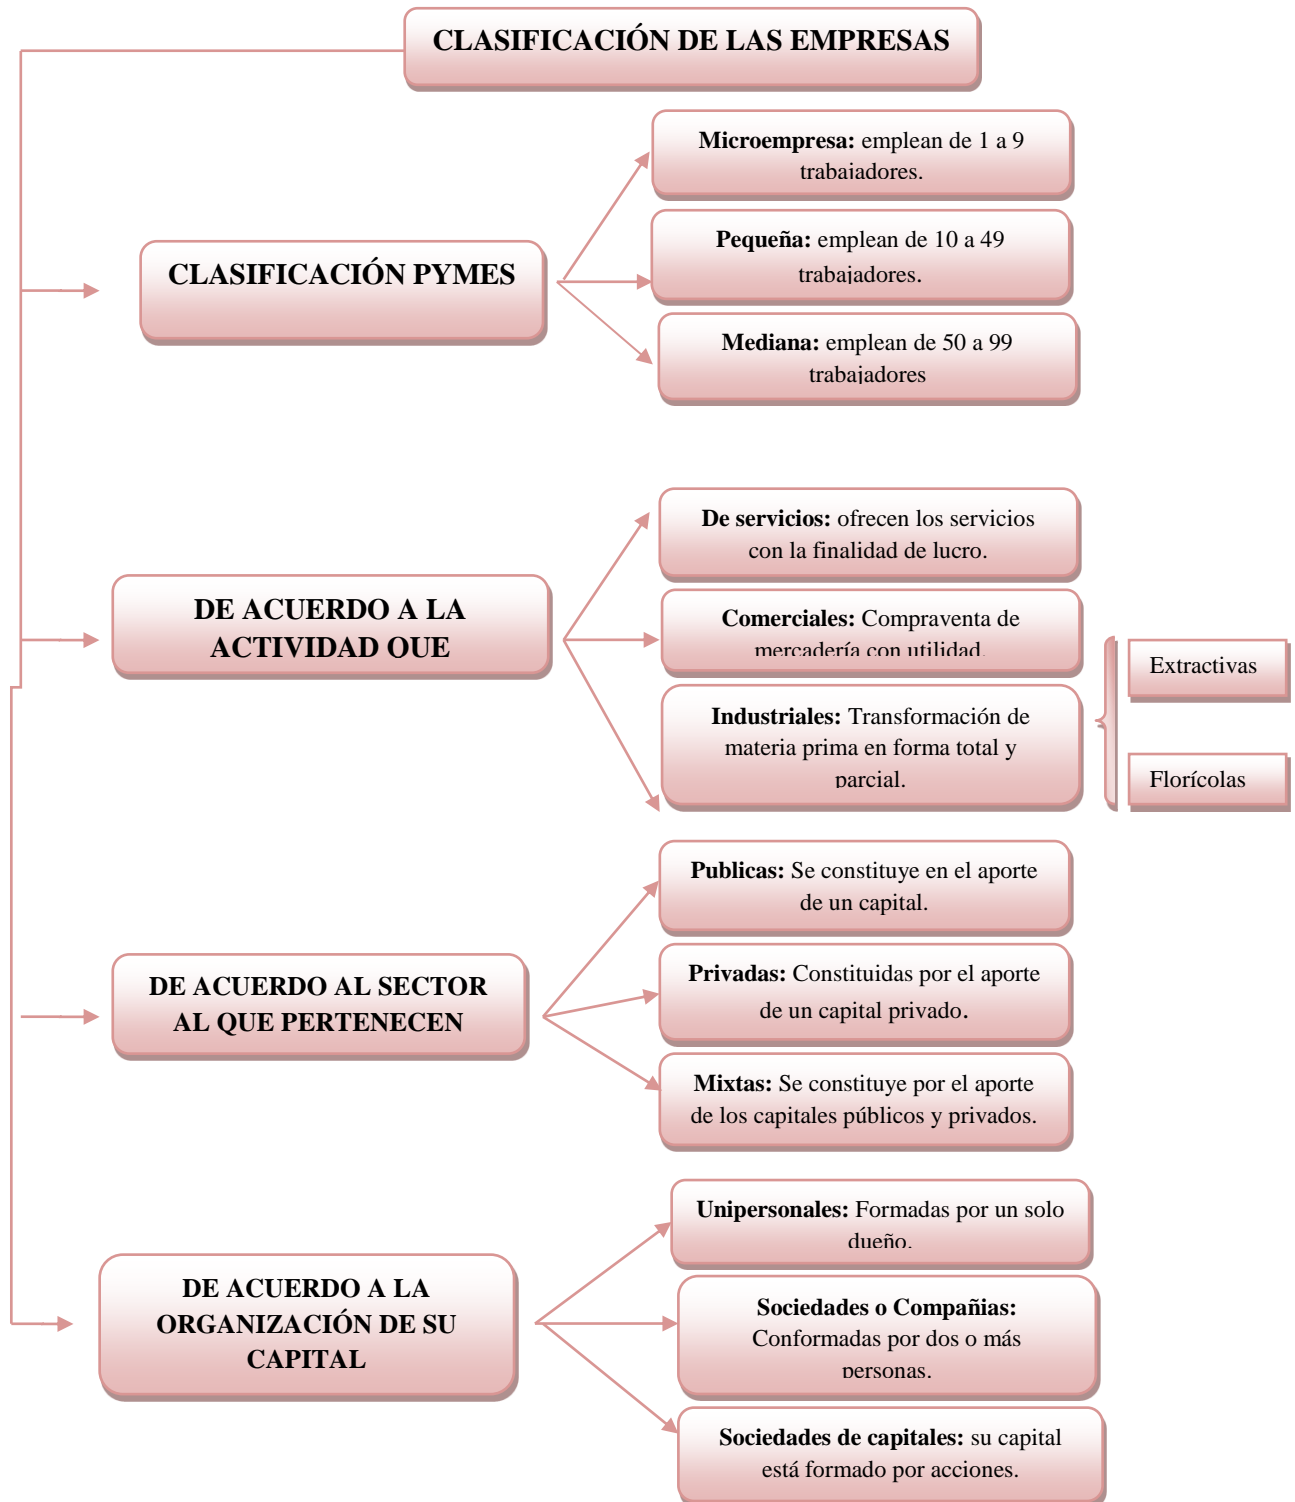 CLASIFICACIÓN DE LAS EMPRESAS
Microempresa: emplean de 1 a 9
trabajadores.
Pequeña: emplean de 10 a 49
trabajadores.
CLASIFICACIÓN PYMES
Mediana: emplean de 50 a 99
trabajadores
De servicios: ofrecen los servicios
con la finalidad de lucro.
DE ACUERDO A LA
ACTIVIDAD QUE
Comerciales: Compraventa de
mercadería con utilidad.
Industriales: Transformación de
materia prima en forma total y
parcial.
Extractivas
Florícolas
Publicas: Se constituye en el aporte
de un capital.
DE ACUERDO AL SECTOR
AL QUE PERTENECEN
Privadas: Constituidas por el aporte
de un capital privado.
Mixtas: Se constituye por el aporte
de los capitales públicos y privados.
Unipersonales: Formadas por un solo
dueño.
DE ACUERDO A LA
ORGANIZACIÓN DE SU
CAPITAL
Sociedades o Compañias:
Conformadas por dos o más
personas.
Sociedades de capitales: su capital
está formado por acciones.